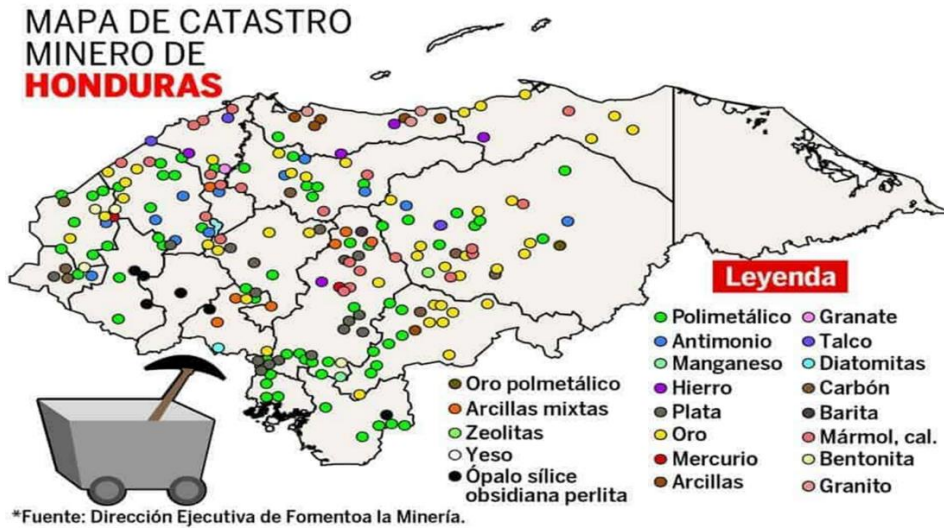 MAPA DE CATASTRO
MINERO DE
HONDURAS
Leyenda
Oro polmetálico
Arcillas mixtas
Zeolitas
Yeso
Ópalo sílice
obsidiana perlita
Polimetálico
Antimonio
Manganeso
Hierro
Plata
Oro
Mercurio
Arcillas
Granate
Talco
Diatomitas
Carbón
Barita
Mármol, cal.
Bentonita
Granito
*Fuente: Dirección Ejecutiva de Fomentoa la Minería.